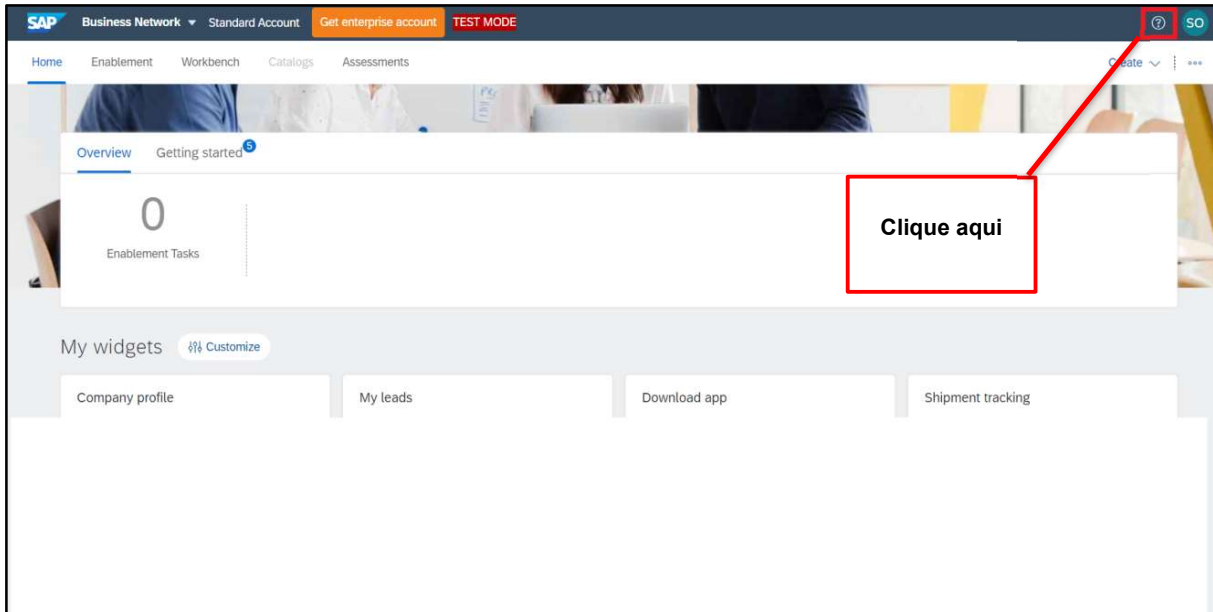 SAP Business Network Standard Account Get enterprise account TEST MODE SO
Home Enablement Workbench Catalogs Assessments Create
Overview Getting started 5
0
Enablement Tasks
Clique aqui
My widgets Customize
Company profile My leads Download app Shipment tracking